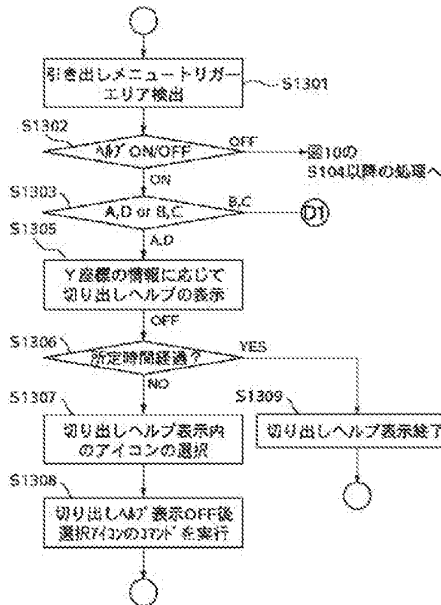 引き出しメニュートリガー
エリア検出
S1301
S1302
ﾍﾙﾌﾟON/OFF
OFF
図10の
S104以降の処理へ
ON
S1303
A,D or B,C
B,C
D1
A,D
S1305
Y座標の情報に応じて
切り出しヘルプの表示
OFF
S1306
所定時間経過?
YES
NO
S1307
切り出しヘルプ表示内
のアイコンの選択
S1309
切り出しヘルプ表示終了
S1308
切り出しﾍﾙﾌﾟ表示OFF後
選択ｱｲｺﾝのｺﾏﾝﾄﾞを実行